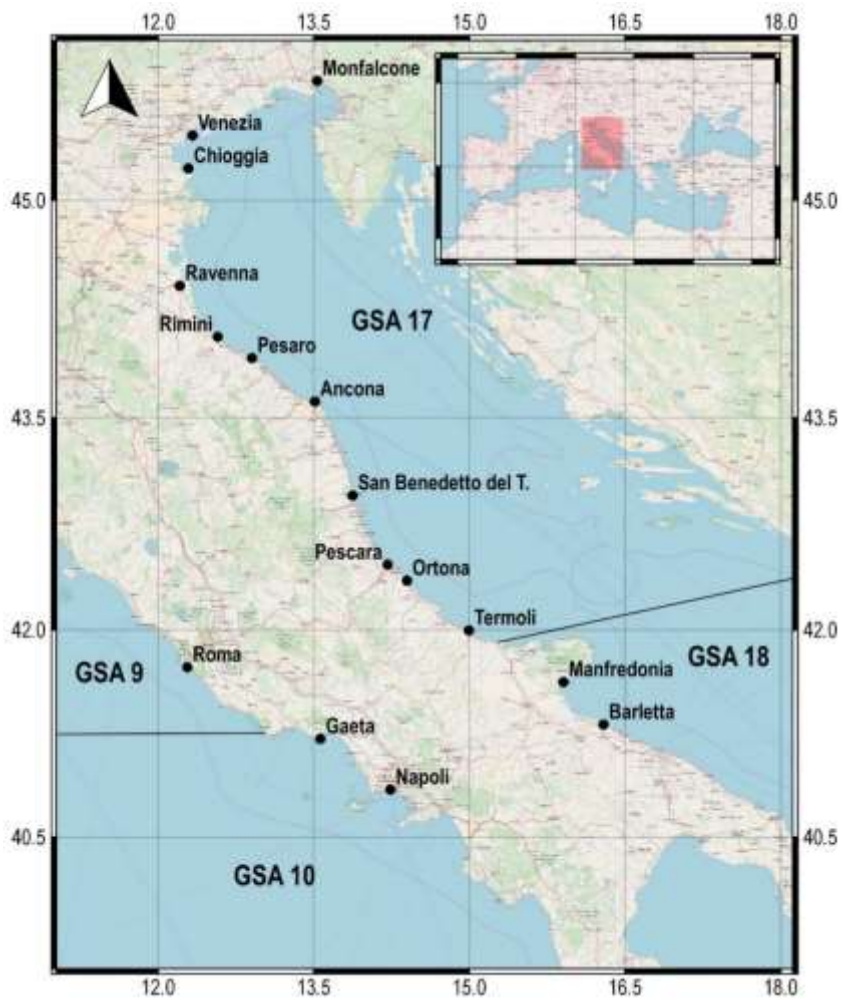 12.0 13.5 15.0 16.5 18.0
Monfalcone
Venezia
Chioggia
45.0 45.0
Ravenna
Rimini
GSA 17
Pesaro
Ancona
43.5 43.5
San Benedetto del T.
Pescara
Ortona
Termoli
42.0 42.0
Roma
GSA 18
GSA 9
Manfredonia
Barletta
Gaeta
Napoli
40.5 40.5
GSA 10
12.0 13.5 15.0 16.5 18.0